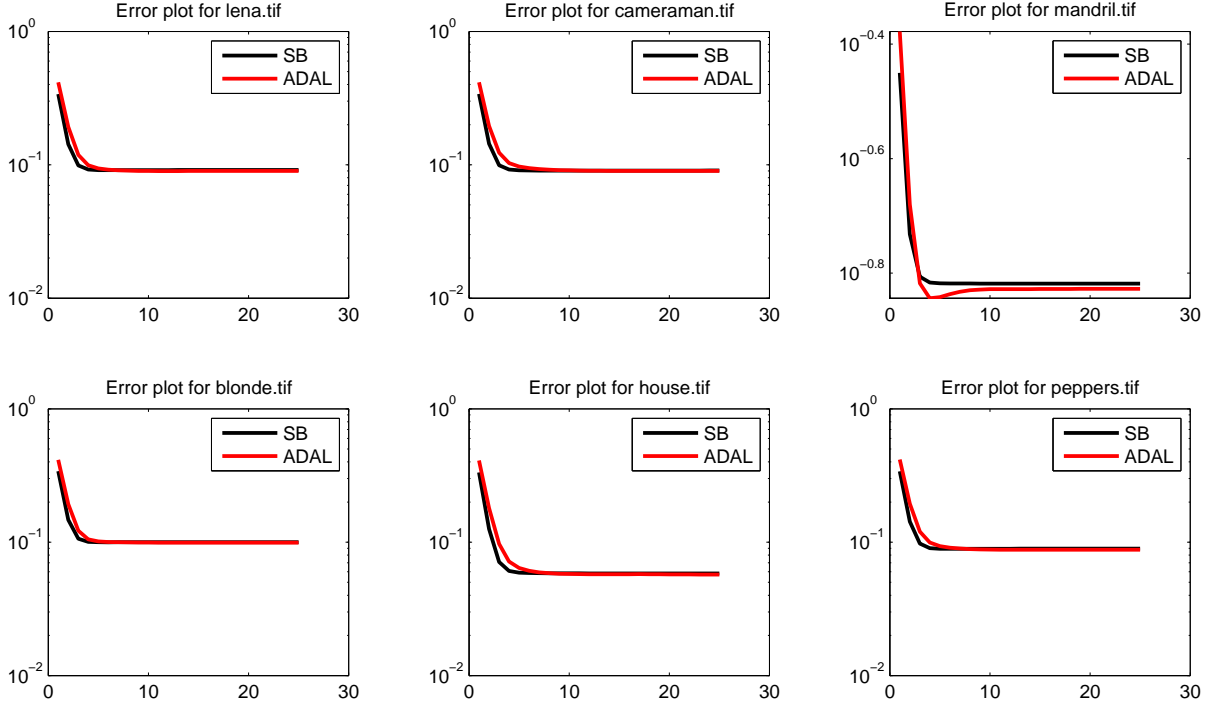 Error plot for lena.tif
10^0
10^-1
10^-2
0 10 20 30
SB
ADAL
Error plot for cameraman.tif
10^0
10^-1
10^-2
0 10 20 30
SB
ADAL
Error plot for mandril.tif
10^-0.4
10^-0.6
10^-0.8
0 10 20 30
SB
ADAL
Error plot for blonde.tif
10^0
10^-1
10^-2
0 10 20 30
SB
ADAL
Error plot for house.tif
10^0
10^-1
10^-2
0 10 20 30
SB
ADAL
Error plot for peppers.tif
10^0
10^-1
10^-2
0 10 20 30
SB
ADAL